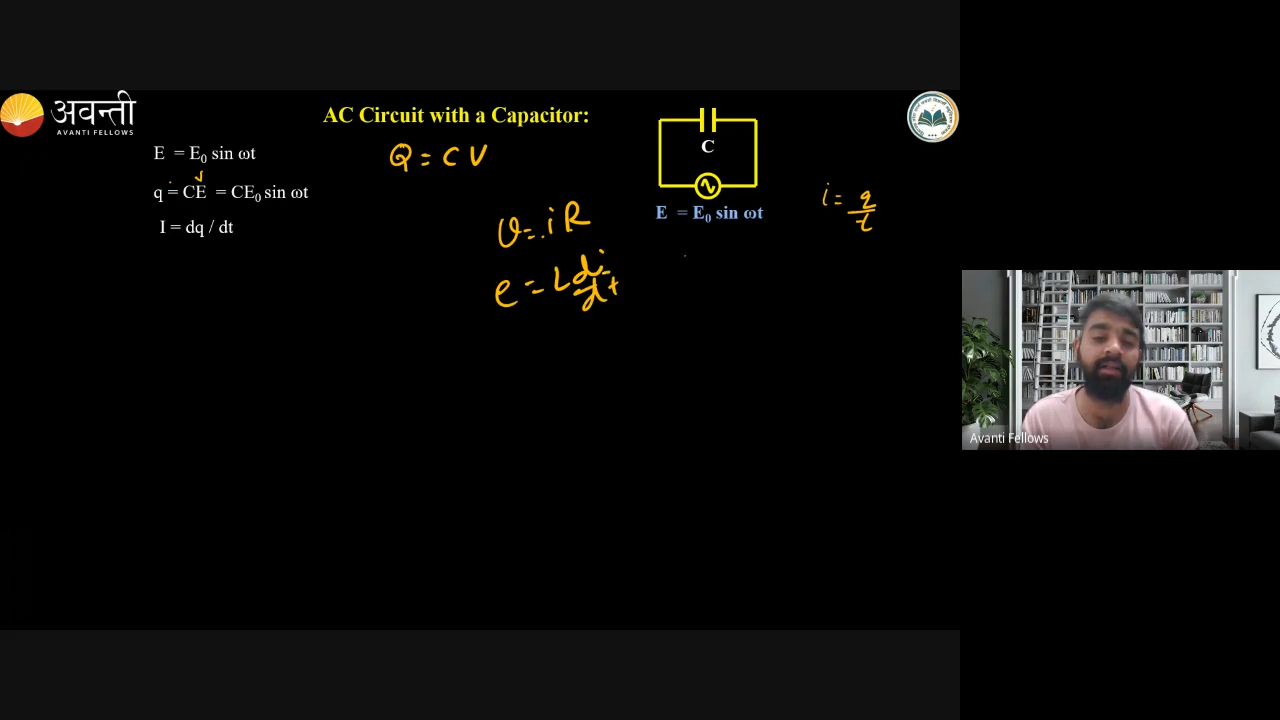 अवन्ती
AVANTI FELLOWS
AC Circuit with a Capacitor:
E = E₀ sin ωt
Q = C V
q = CE = CE₀ sin ωt
I = dq / dt
C
E = E₀ sin ωt
i = q/t
v = iR
e = L di/dt
Avanti Fellows